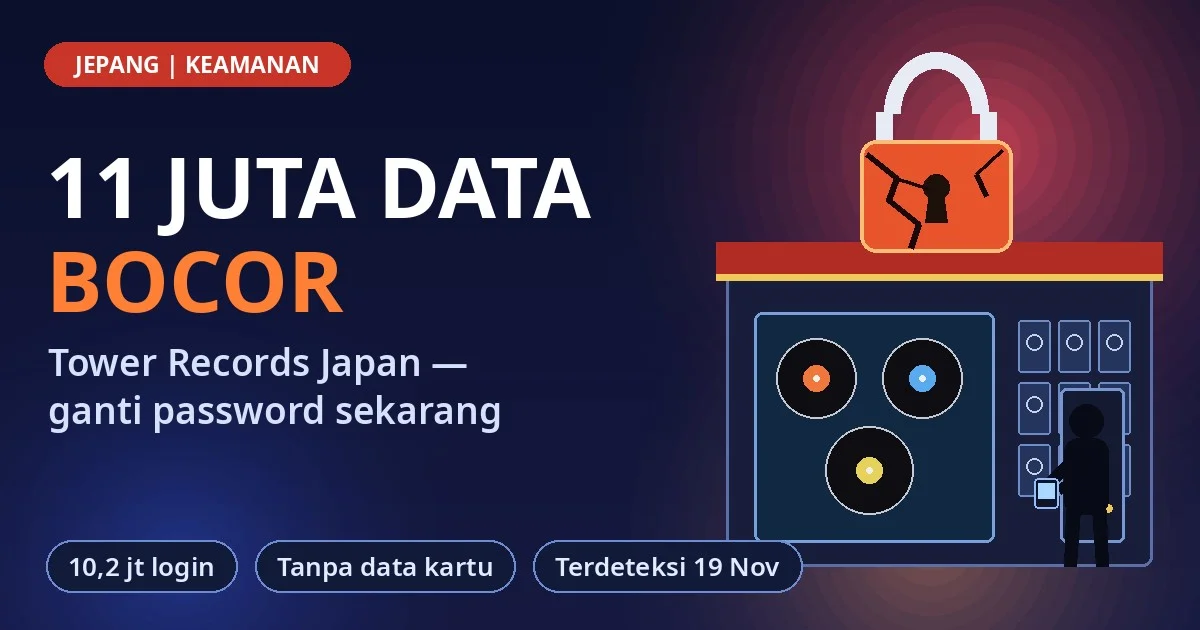 JEPANG | KEAMANAN
11 JUTA DATA
BOCOR
Tower Records Japan —
ganti password sekarang
10,2 jt login
Tanpa data kartu
Terdeteksi 19 Nov